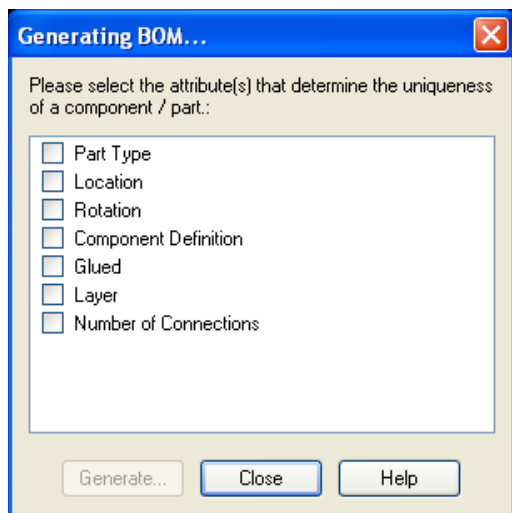 Generating BOM...
Please select the attribute(s) that determine the uniqueness
of a component / part.:
Part Type
Location
Rotation
Component Definition
Glued
Layer
Number of Connections
Generate... Close Help